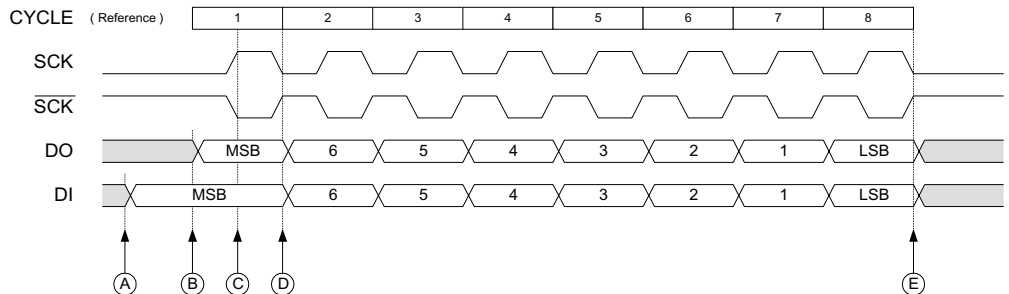 CYCLE ( Reference ) 1 2 3 4 5 6 7 8
SCK
SCK
DO MSB 6 5 4 3 2 1 LSB
DI MSB 6 5 4 3 2 1 LSB
A B C D E